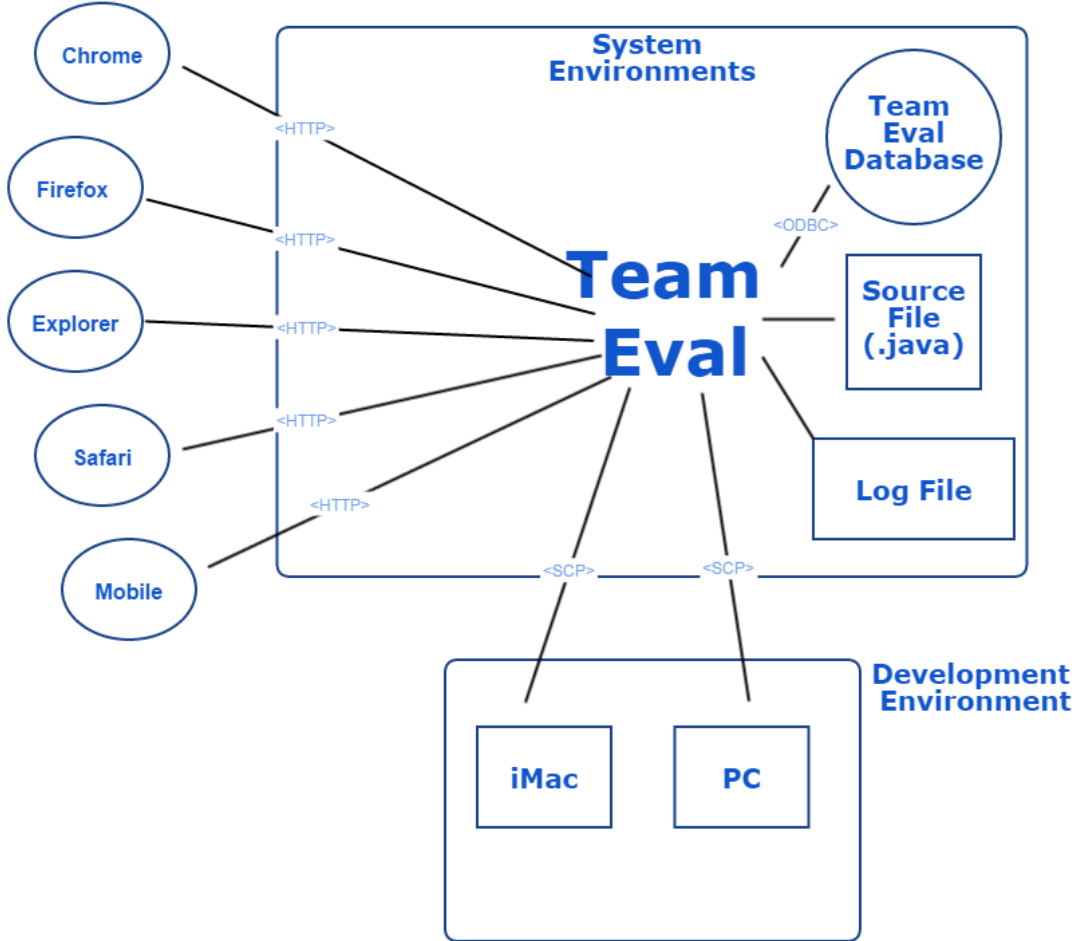 Chrome
System
Environments
Team
Eval
Database
<HTTP>
Firefox
<ODBC>
<HTTP>
Team
Eval
Source
File
(.java)
Explorer
<HTTP>
<HTTP>
Safari
Log File
<HTTP>
Mobile
<SCP>
<SCP>
Development
Environment
iMac
PC